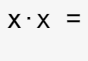 x·x =